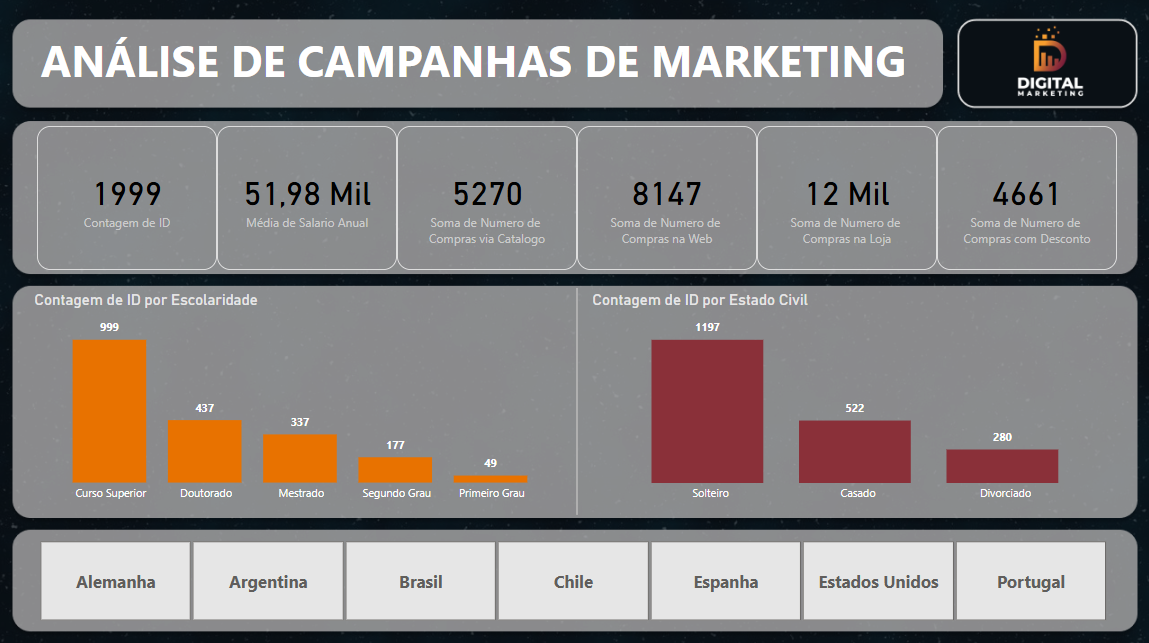 ANÁLISE DE CAMPANHAS DE MARKETING
DIGITAL
MARKETING
1999
Contagem de ID
51,98 Mil
Média de Salario Anual
5270
Soma de Numero de
Compras via Catalogo
8147
Soma de Numero de
Compras na Web
12 Mil
Soma de Numero de
Compras na Loja
4661
Soma de Numero de
Compras com Desconto
Contagem de ID por Escolaridade
999
437
337
177
49
Curso Superior
Doutorado
Mestrado
Segundo Grau
Primeiro Grau
Contagem de ID por Estado Civil
1197
522
280
Solteiro
Casado
Divorciado
Alemanha
Argentina
Brasil
Chile
Espanha
Estados Unidos
Portugal